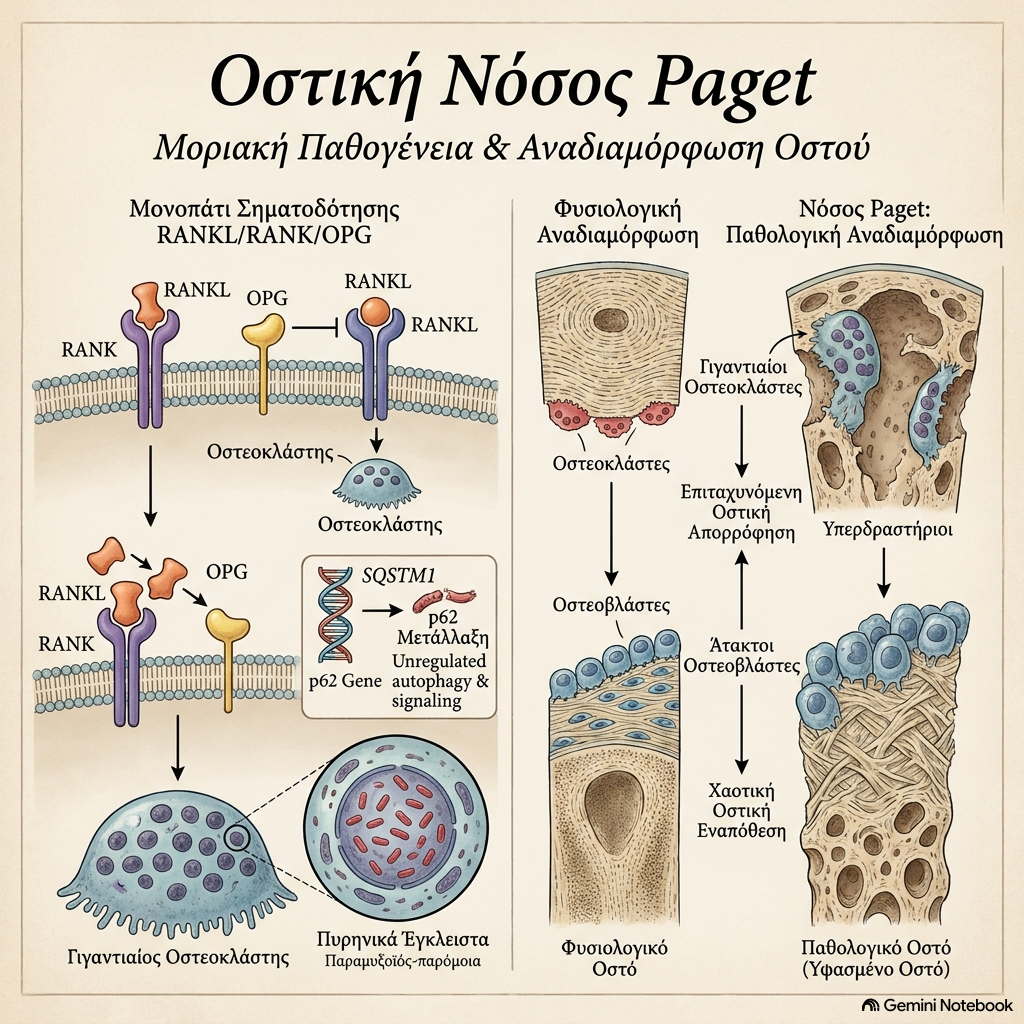 Οστική Νόσος Paget
Μοριακή Παθογένεια & Αναδιαμόρφωση Οστού
Μονοπάτι Σηματοδότησης
RANKL/RANK/OPG
RANKL
OPG
RANKL
RANKL
RANK
Οστεοκλάστης
Οστεοκλάστης
RANKL
OPG
RANK
SQSTM1
p62
Μετάλλαξη
p62 Gene
Unregulated
autophagy &
signaling
Γιγαντιαίος Οστεοκλάστης
Πυρηνικά Έγκλειστα
Παραμυξοϊός-παρόμοια
Φυσιολογική
Αναδιαμόρφωση
Οστεοκλάστες
Οστεοβλάστες
Φυσιολογικό
Οστό
Νόσος Paget:
Παθολογική Αναδιαμόρφωση
Γιγαντιαίοι
Οστεοκλάστες
Επιταχυνόμενη
Οστική
Απορρόφηση
Υπερδραστήριοι
Άτακτοι
Οστεοβλάστες
Χαοτική
Οστική
Εναπόθεση
Παθολογικό Οστό
(Υφασμένο Οστό)
Gemini Notebook